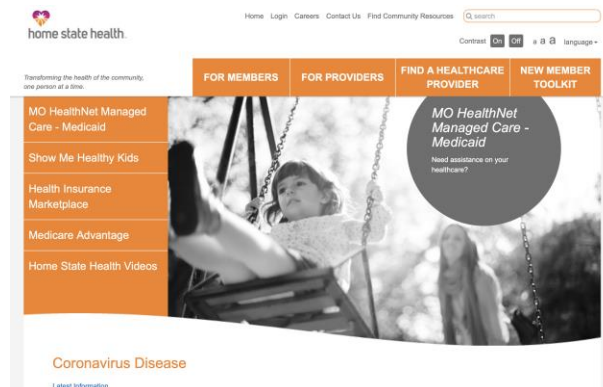 Home Login Careers Contact Us Find Community Resources search
home state health.
Contrast On Off a a a language
Transforming the health of the community,
one person at a time.
FOR MEMBERS
FOR PROVIDERS
FIND A HEALTHCARE
PROVIDER
NEW MEMBER
TOOLKIT
MO HealthNet Managed
Care - Medicaid
Show Me Healthy Kids
Health Insurance
Marketplace
Medicare Advantage
Home State Health Videos
MO HealthNet
Managed Care -
Medicaid
Need assistance on your
healthcare?
Coronavirus Disease
Latest Information